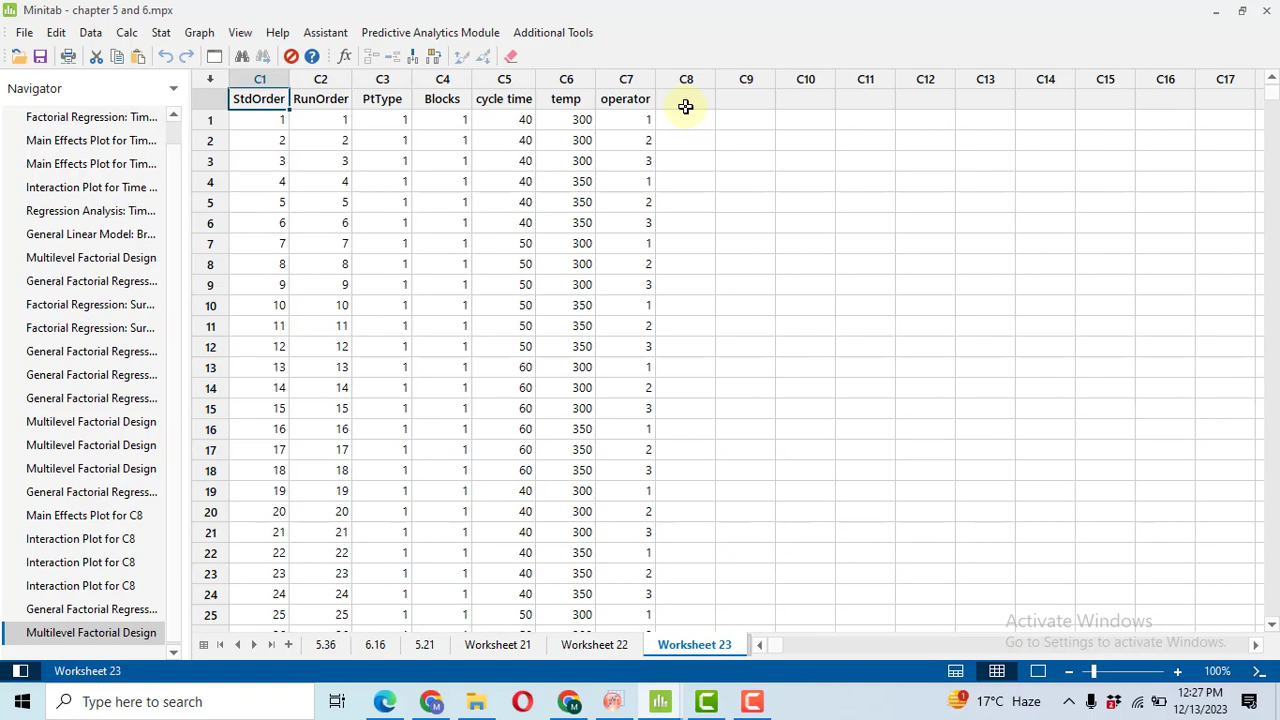 Minitab - chapter 5 and 6.mpx
File Edit Data Calc Stat Graph View Help Assistant Predictive Analytics Module Additional Tools
Navigator
Factorial Regression: Tim...
Main Effects Plot for Tim...
Main Effects Plot for Tim...
Interaction Plot for Time ...
Regression Analysis: Tim...
General Linear Model: Br...
Multilevel Factorial Design
General Factorial Regress...
Factorial Regression: Sur...
Factorial Regression: Sur...
General Factorial Regress...
General Factorial Regress...
General Factorial Regress...
Multilevel Factorial Design
Multilevel Factorial Design
Multilevel Factorial Design
General Factorial Regress...
Main Effects Plot for C8
Interaction Plot for C8
Interaction Plot for C8
Interaction Plot for C8
General Factorial Regress...
Multilevel Factorial Design
C1 C2 C3 C4 C5 C6 C7 C8 C9 C10 C11 C12 C13 C14 C15 C16 C17
StdOrder RunOrder PtType Blocks cycle time temp operator
1 1 1 1 1 40 300 1
2 2 2 1 1 40 300 2
3 3 3 1 1 40 300 3
4 4 4 1 1 40 350 1
5 5 5 1 1 40 350 2
6 6 6 1 1 40 350 3
7 7 7 1 1 50 300 1
8 8 8 1 1 50 300 2
9 9 9 1 1 50 300 3
10 10 10 1 1 50 350 1
11 11 11 1 1 50 350 2
12 12 12 1 1 50 350 3
13 13 13 1 1 60 300 1
14 14 14 1 1 60 300 2
15 15 15 1 1 60 300 3
16 16 16 1 1 60 350 1
17 17 17 1 1 60 350 2
18 18 18 1 1 60 350 3
19 19 19 1 1 40 300 1
20 20 20 1 1 40 300 2
21 21 21 1 1 40 300 3
22 22 22 1 1 40 350 1
23 23 23 1 1 40 350 2
24 24 24 1 1 40 350 3
25 25 25 1 1 50 300 1
Activate Windows
Go to Settings to activate Windows.
5.36 6.16 5.21 Worksheet 21 Worksheet 22 Worksheet 23
Worksheet 23
100%
Type here to search
17°C Haze
12:27 PM
12/13/2023